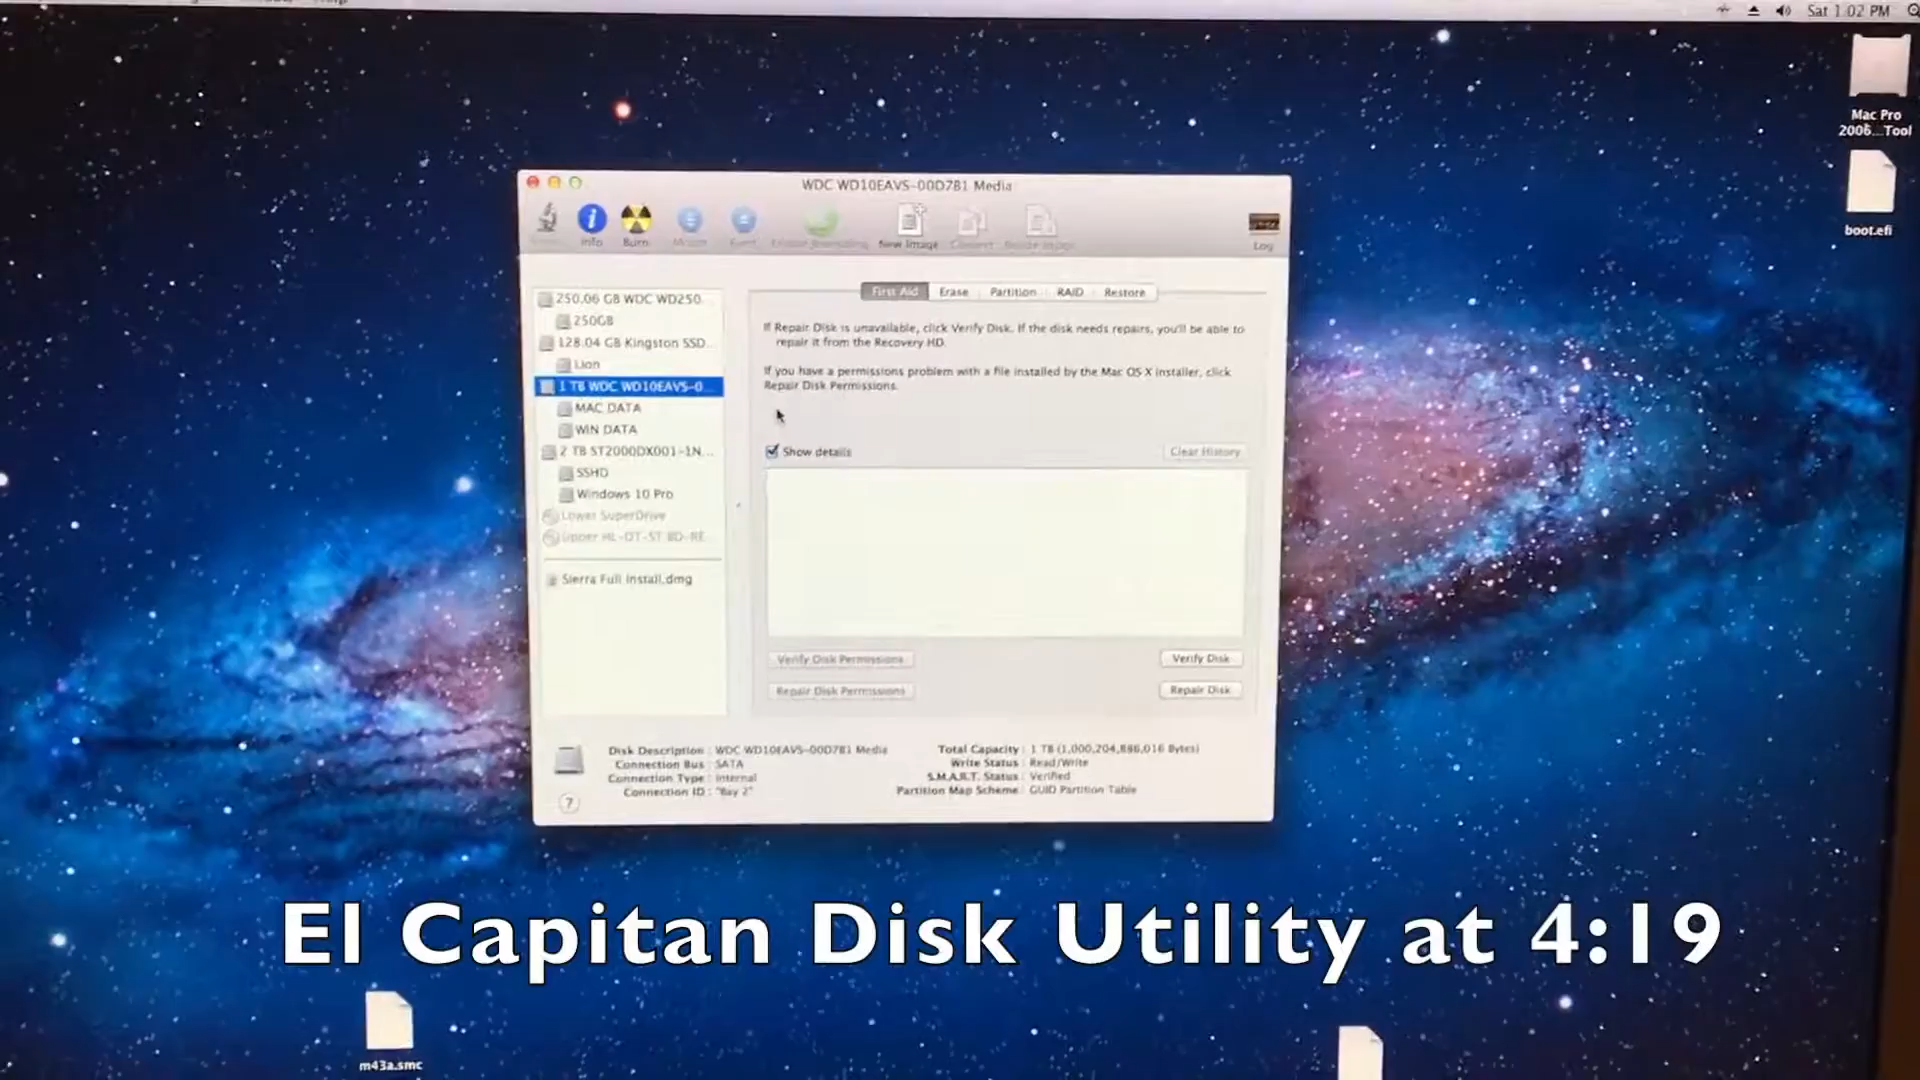 Sat 1:02 PM
Mac Pro
2006...Tool
boot.efi
WDC WD10EAVS-00D7B1 Media
Info
Burn
New Image
Log
250.06 GB WDC WD250
250GB
128.04 GB Kingston SSD...
Lion
1 TB WDC WD10EAVS-0...
MAC DATA
WIN DATA
2 TB ST2000DX001-1N...
SSHD
Windows 10 Pro
Lower SuperDrive
Upper HL-DT-ST BD-RE
Sierra Full Install.dmg
First Aid
Erase
Partition
RAID
Restore
If Repair Disk is unavailable, click Verify Disk. If the disk needs repairs, you'll be able to
repair it from the Recovery HD.
If you have a permissions problem with a file installed by the Mac OS X installer, click
Repair Disk Permissions.
Show details
Clear History
Verify Disk Permissions
Verify Disk
Repair Disk Permissions
Repair Disk
Disk Description : WDC WD10EAVS-00D7B1 Media
Connection Bus : SATA
Connection Type : Internal
Connection ID : "Bay 2"
Total Capacity : 1 TB (1,000,204,886,016 Bytes)
Write Status : Read/Write
S.M.A.R.T. Status : Verified
Partition Map Scheme : GUID Partition Table
?
El Capitan Disk Utility at 4:19
m43a.smc